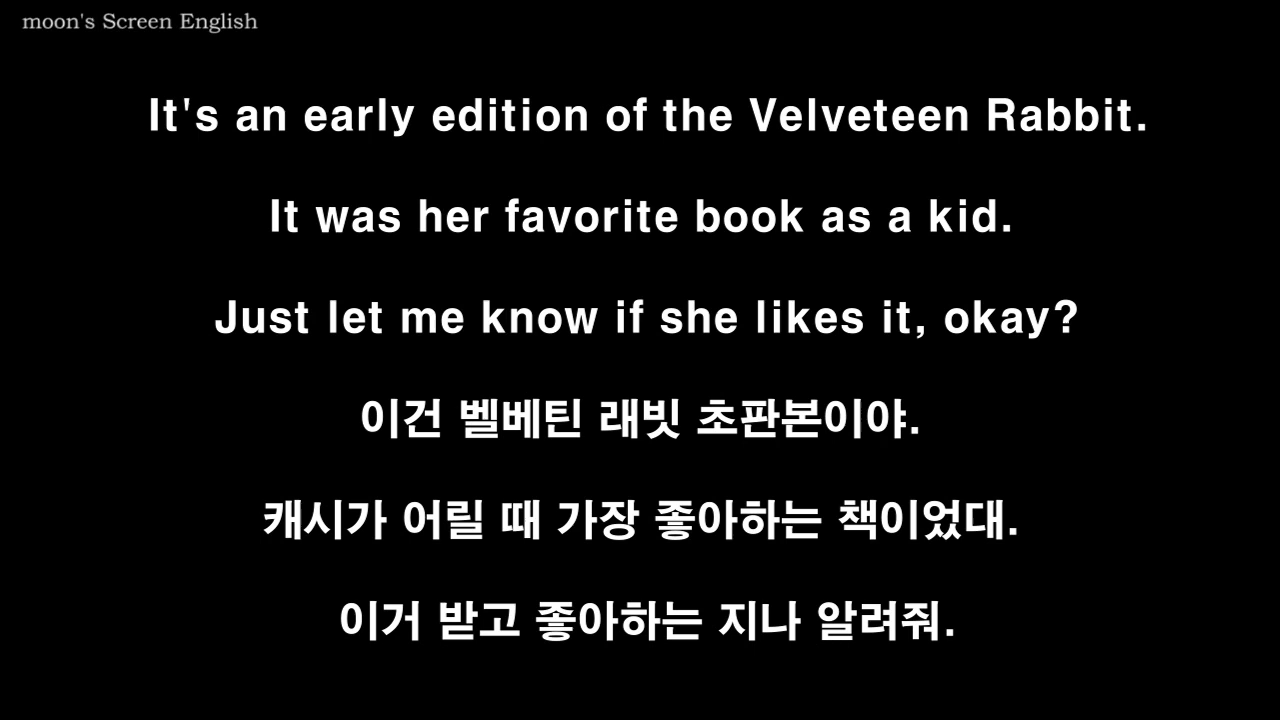 moon's Screen English
It's an early edition of the Velveteen Rabbit.
It was her favorite book as a kid.
Just let me know if she likes it, okay?
이건 벨베틴 래빗 초판본이야.
캐시가 어릴 때 가장 좋아하는 책이었대.
이거 받고 좋아하는 지나 알려줘.